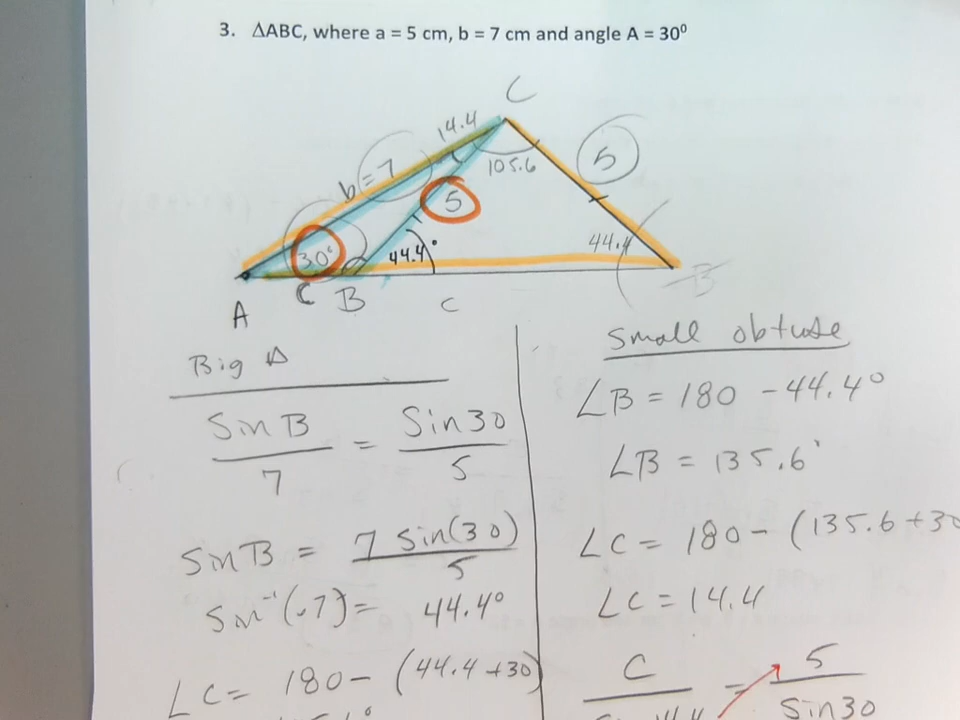 3. ΔABC, where a = 5 cm, b = 7 cm and angle A = 30⁰
C
14.4
105.6
5
b = 7
5
30°
44.4°
44.4
A
C
B
c
B
Big Δ
Sin B / 7 = Sin 30 / 5
Sin B = 7 Sin(30) / 5
Sin⁻¹(.7) = 44.4°
∠C = 180 - (44.4 + 30)
Small obtuse
∠B = 180 - 44.4°
∠B = 135.6°
∠C = 180 - (135.6 + 30
∠C = 14.4
C = 5 / Sin 30